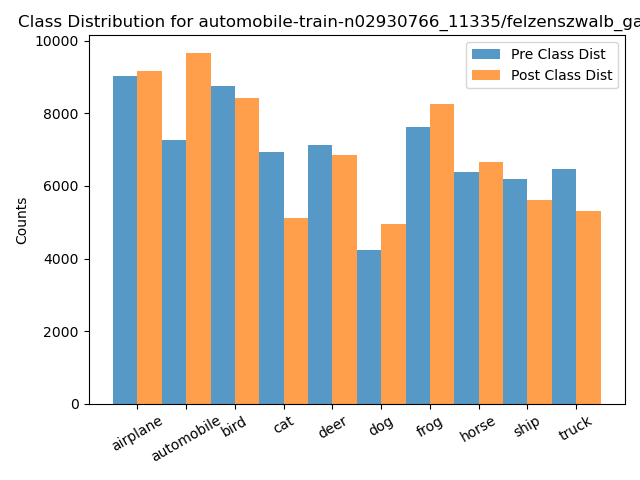 Class Distribution for automobile-train-n02930766_11335/felzenszwalb_ga
Pre Class Dist
Post Class Dist
Counts
10000
8000
6000
4000
2000
0
airplane
automobile
bird
cat
deer
dog
frog
horse
ship
truck